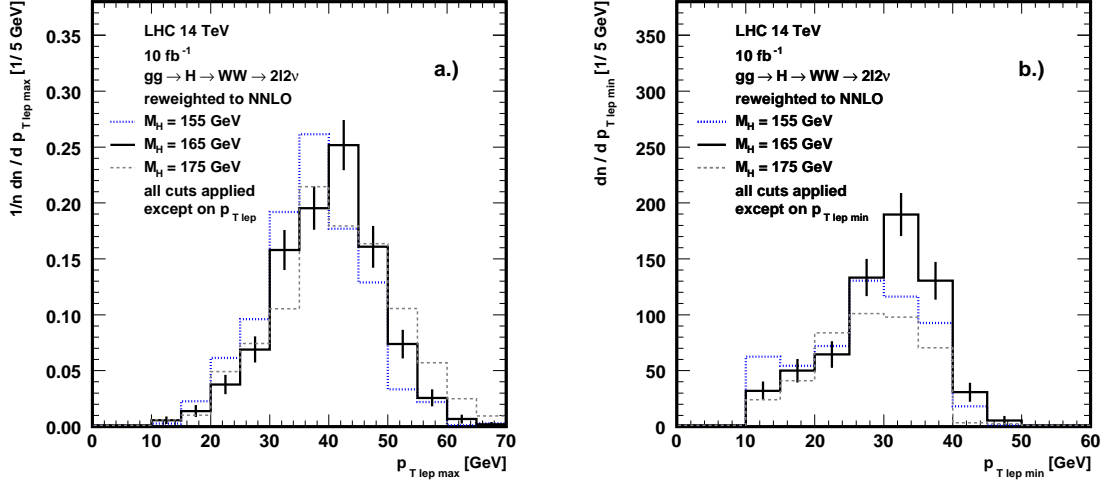 LHC 14 TeV
10 fb⁻¹
gg → H → WW → 2l2ν
a.)
reweighted to NNLO
M_H = 155 GeV
M_H = 165 GeV
M_H = 175 GeV
all cuts applied
except on p_T lep
1/n dn / d p_T lep max [1/ 5 GeV]
0.35
0.30
0.25
0.20
0.15
0.10
0.05
0.00
0 10 20 30 40 50 60 70
p_T lep max [GeV]
LHC 14 TeV
10 fb⁻¹
gg → H → WW → 2l2ν
b.)
reweighted to NNLO
M_H = 155 GeV
M_H = 165 GeV
M_H = 175 GeV
all cuts applied
except on p_T lep min
dn / d p_T lep min [1/ 5 GeV]
350
300
250
200
150
100
50
0
0 10 20 30 40 50 60
p_T lep min [GeV]